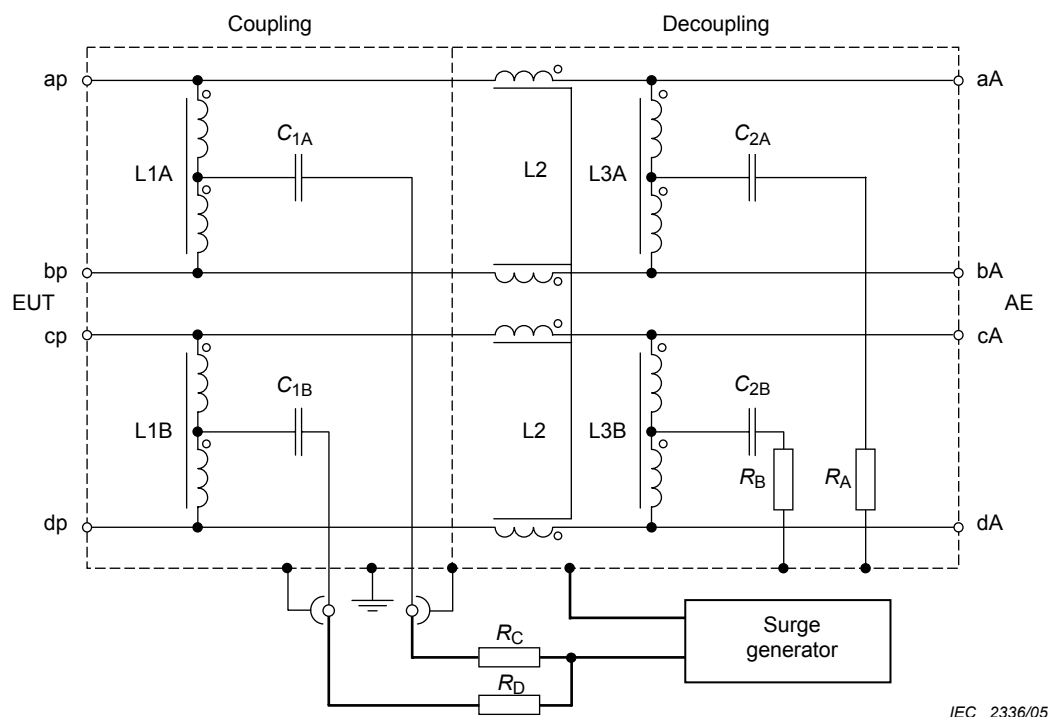 Coupling Decoupling
ap aA
C1A C2A
L1A L2 L3A
bp bA
EUT AE
cp cA
C1B C2B
L1B L2 L3B
RB RA
dp dA
Surge
generator
RC
RD
IEC 2336/05